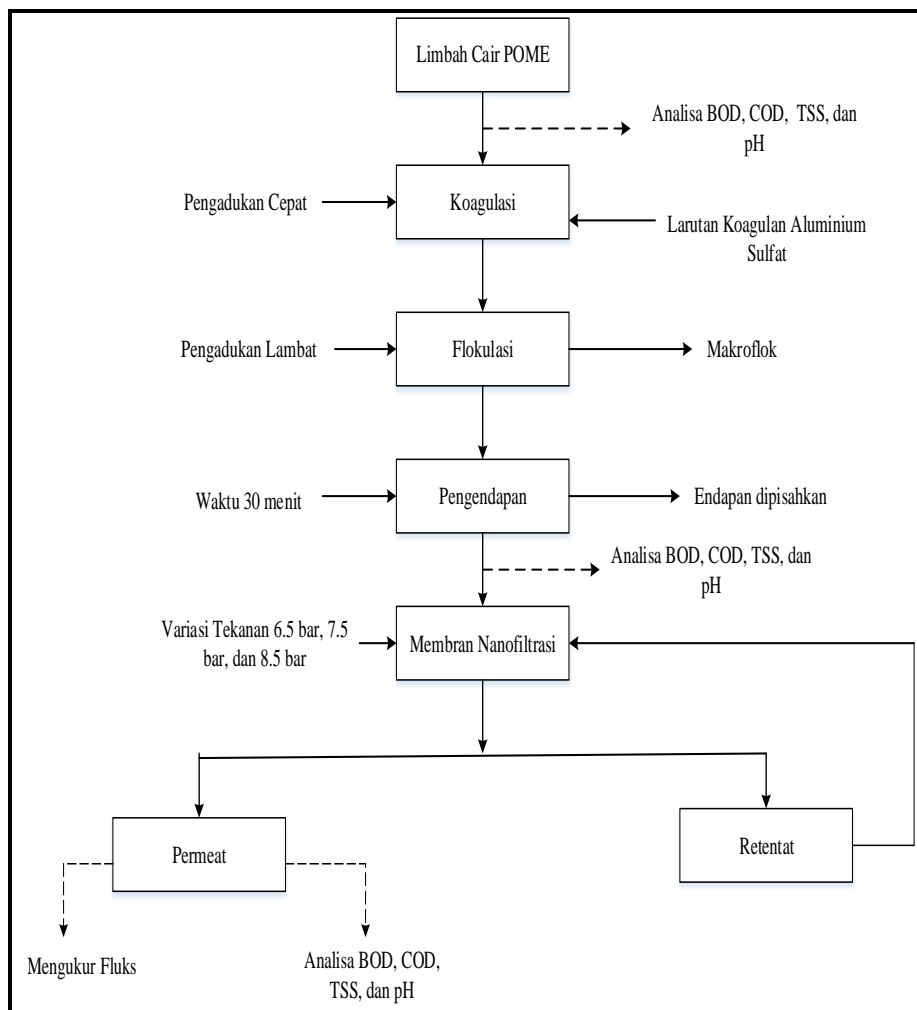 Limbah Cair POME
Analisa BOD, COD, TSS, dan
pH
Pengadukan Cepat
Koagulasi
Larutan Koagulan Aluminium
Sulfat
Pengadukan Lambat
Flokulasi
Makroflok
Waktu 30 menit
Pengendapan
Endapan dipisahkan
Analisa BOD, COD, TSS, dan
pH
Variasi Tekanan 6.5 bar, 7.5
bar, dan 8.5 bar
Membran Nanofiltrasi
Permeat
Retentat
Mengukur Fluks
Analisa BOD, COD,
TSS, dan pH